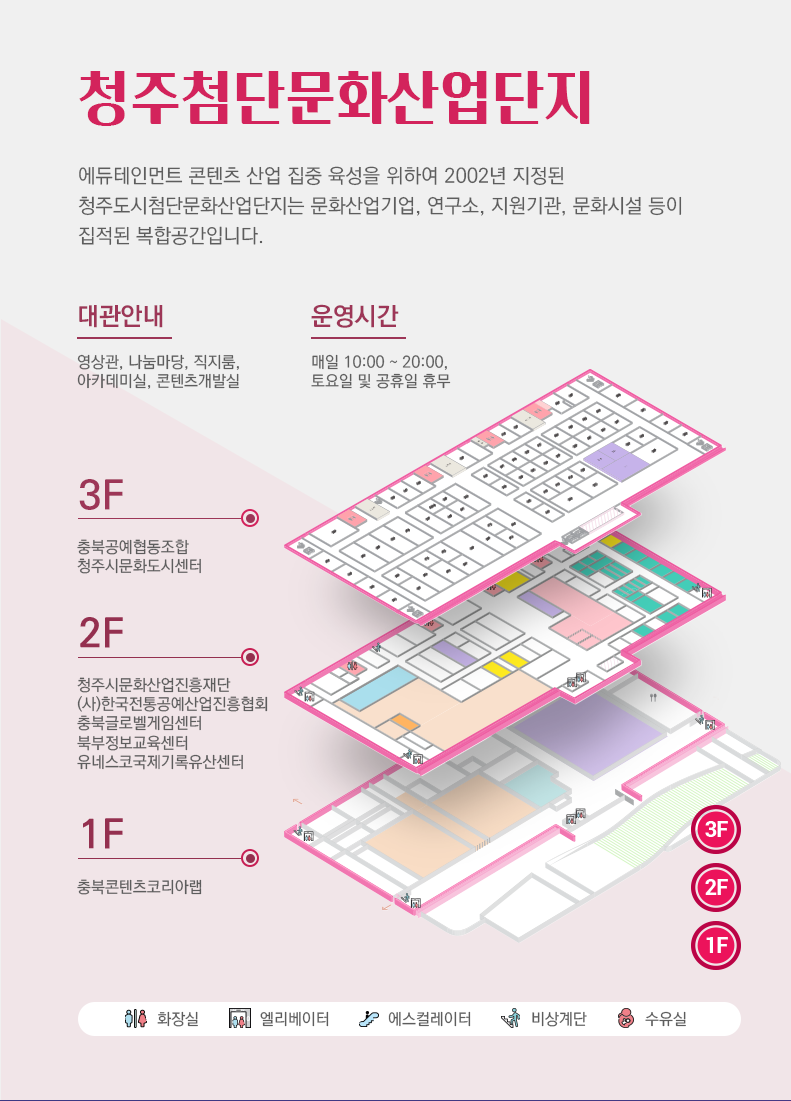 청주첨단문화산업단지
에듀테인먼트 콘텐츠 산업 집중 육성을 위하여 2002년 지정된
청주도시첨단문화산업단지는 문화산업기업, 연구소, 지원기관, 문화시설 등이
집적된 복합공간입니다.
대관안내
영상관, 나눔마당, 직지룸,
아카데미실, 콘텐츠개발실
운영시간
매일 10:00 ~ 20:00,
토요일 및 공휴일 휴무
3F
충북공예협동조합
청주시문화도시센터
2F
청주시문화산업진흥재단
(사)한국전통공예산업진흥협회
충북글로벌게임센터
북부정보교육센터
유네스코국제기록유산센터
1F
충북콘텐츠코리아랩
3F
2F
1F
화장실
엘리베이터
에스컬레이터
비상계단
수유실